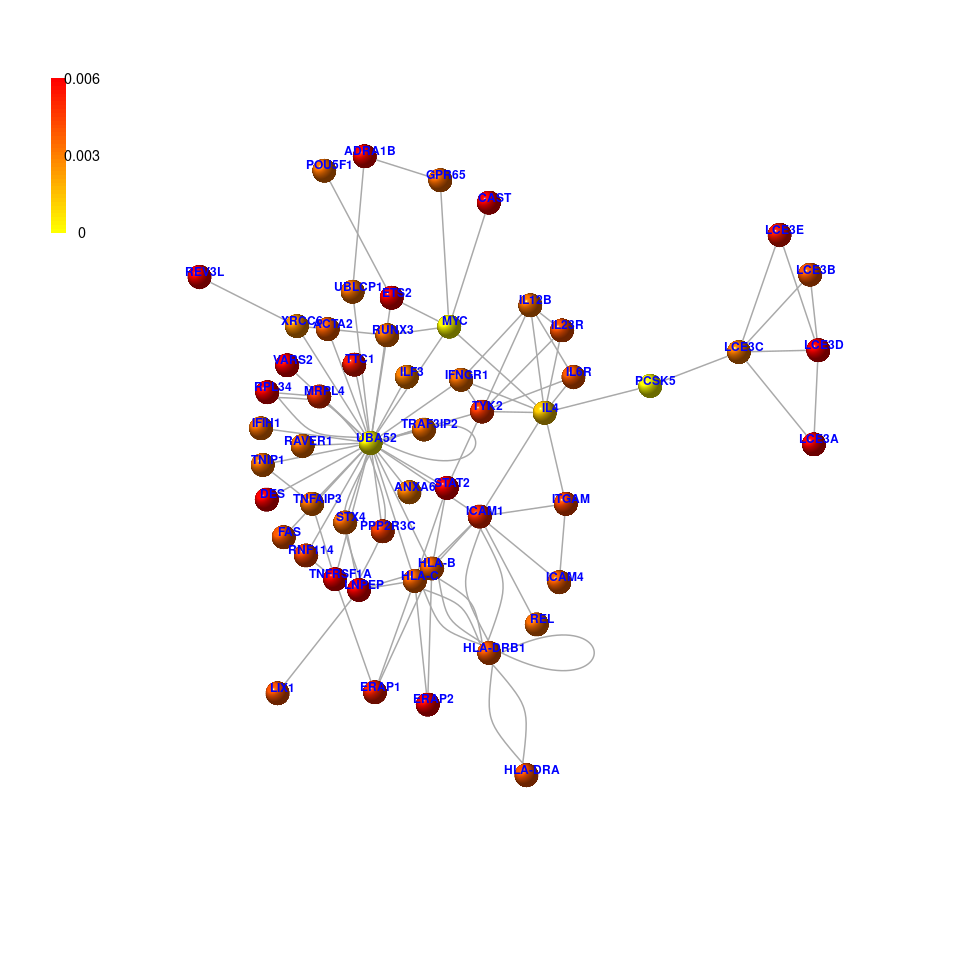 0.006
0.003
0
ADRA1B
POU5F1
GPR65
CAST
LCE3E
REV3L
LCE3B
UBLCP1
ETS2
IL12B
XRCC6
ACTA2
RUNX3
MYC
IL23R
LCE3C
LCE3D
VARS2
TTC1
ILF3
IFNGR1
IL6R
PCSK5
RPL34
MRPL4
TYK2
IL4
IFIH1
TRAF3IP2
RAVER1
UBA52
LCE3A
TNIP1
ANXA6
STAT2
DES
TNFAIP3
ITGAM
ICAM1
STX4
PPP2R3C
FAS
RNF114
HLA-B
TNFRSF1A
HLA-C
ICAM4
LNPEP
REL
HLA-DRB1
LIX1
ERAP1
ERAP2
HLA-DRA